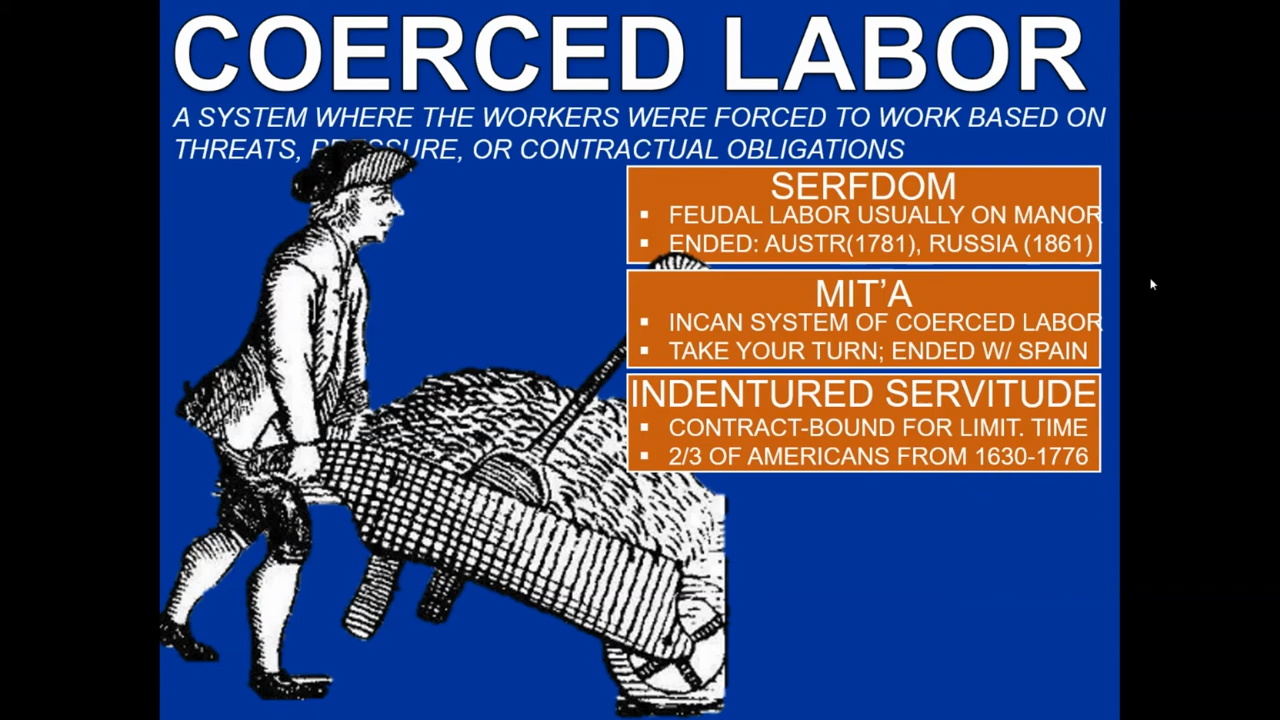 COERCED LABOR
A SYSTEM WHERE THE WORKERS WERE FORCED TO WORK BASED ON
THREATS, PRESSURE, OR CONTRACTUAL OBLIGATIONS
SERFDOM
▪ FEUDAL LABOR USUALLY ON MANOR
▪ ENDED: AUSTR(1781), RUSSIA (1861)
MIT’A
▪ INCAN SYSTEM OF COERCED LABOR
▪ TAKE YOUR TURN; ENDED W/ SPAIN
INDENTURED SERVITUDE
▪ CONTRACT-BOUND FOR LIMIT. TIME
▪ 2/3 OF AMERICANS FROM 1630-1776